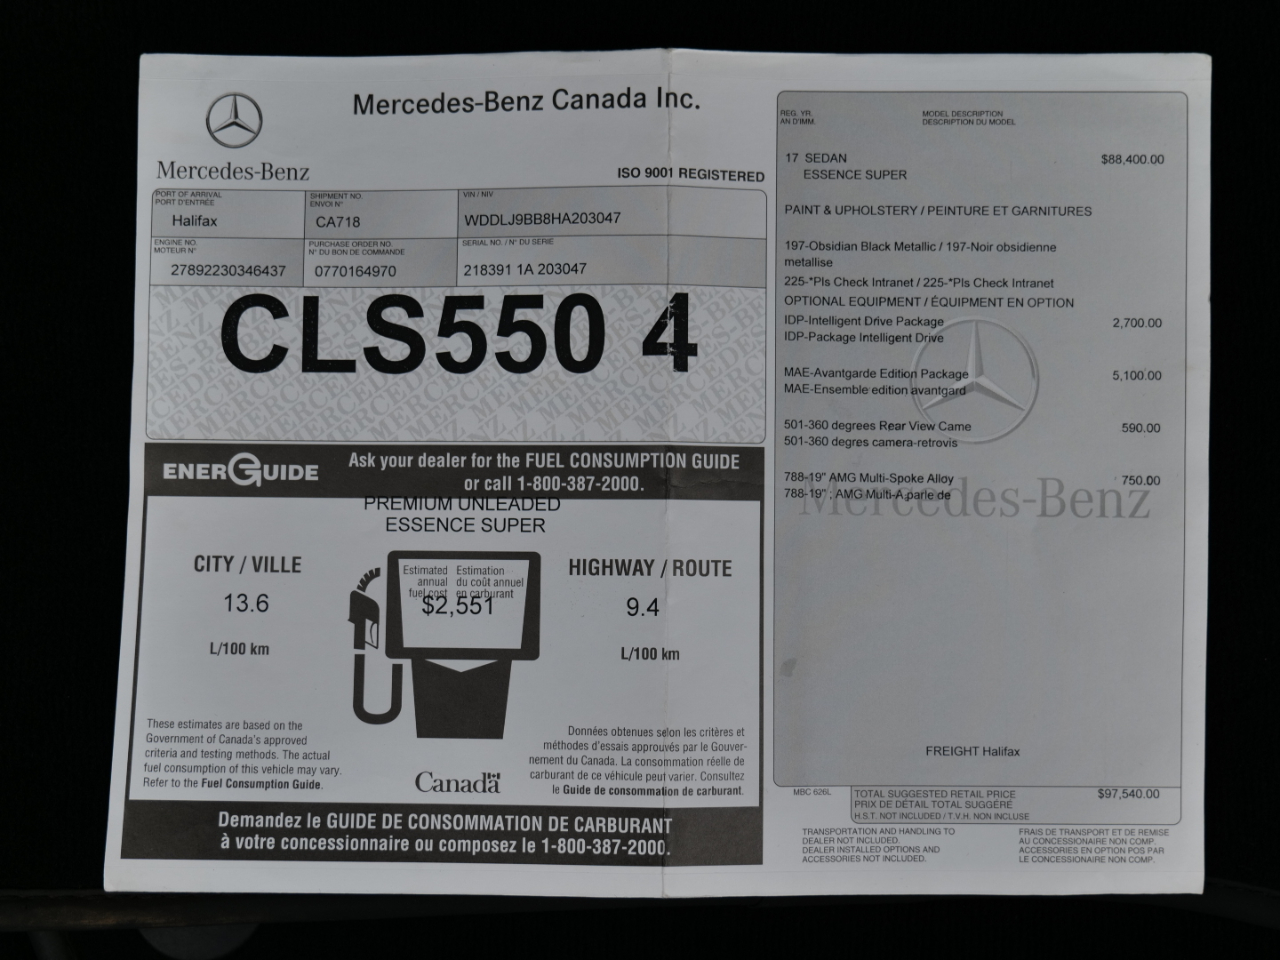 Mercedes-Benz Canada Inc.
Mercedes-Benz
ISO 9001 REGISTERED
PORT OF ARRIVAL
PORT D'ENTRÉE
Halifax
SHIPMENT NO.
ENVOI N°
CA718
VIN / NIV
WDDLJ9BB8HA203047
ENGINE NO.
MOTEUR N°
27892230346437
PURCHASE ORDER NO.
N° DU BON DE COMMANDE
0770164970
SERIAL NO. / N° DU SÉRIE
218391 1A 203047
CLS550 4
ENERGUIDE
Ask your dealer for the FUEL CONSUMPTION GUIDE
or call 1-800-387-2000.
PREMIUM UNLEADED
ESSENCE SUPER
CITY / VILLE
13.6
L/100 km
Estimated annual fuel cost
Estimation du coût annuel en carburant
$2,551
HIGHWAY / ROUTE
9.4
L/100 km
These estimates are based on the
Government of Canada's approved
criteria and testing methods. The actual
fuel consumption of this vehicle may vary.
Refer to the Fuel Consumption Guide.
Canada
Données obtenues selon les critères et
méthodes d'essais approuvés par le Gouver-
nement du Canada. La consommation réelle de
carburant de ce véhicule peut varier. Consultez
le Guide de consommation de carburant.
Demandez le GUIDE DE CONSOMMATION DE CARBURANT
à votre concessionnaire ou composez le 1-800-387-2000.
REG. YR.
AN D'IMM.
MODEL DESCRIPTION
DESCRIPTION DU MODEL
17 SEDAN $88,400.00
ESSENCE SUPER
PAINT & UPHOLSTERY / PEINTURE ET GARNITURES
197-Obsidian Black Metallic / 197-Noir obsidienne
metallise
225-*Pls Check Intranet / 225-*Pls Check Intranet
OPTIONAL EQUIPMENT / ÉQUIPMENT EN OPTION
IDP-Intelligent Drive Package 2,700.00
IDP-Package Intelligent Drive
MAE-Avantgarde Edition Package 5,100.00
MAE-Ensemble edition avantgard
501-360 degrees Rear View Came 590.00
501-360 degres camera-retrovis
788-19" AMG Multi-Spoke Alloy 750.00
788-19" ; AMG Multi-A parle de
Mercedes-Benz
FREIGHT Halifax
MBC 626L
TOTAL SUGGESTED RETAIL PRICE $97,540.00
PRIX DE DÉTAIL TOTAL SUGGÉRÉ
H.S.T. NOT INCLUDED / T.V.H. NON INCLUSE
TRANSPORTATION AND HANDLING TO
DEALER NOT INCLUDED.
DEALER INSTALLED OPTIONS AND
ACCESSORIES NOT INCLUDED.
FRAIS DE TRANSPORT ET DE REMISE
AU CONCESSIONNAIRE NON COMP.
ACCESSOIRES EN OPTION POS PAR
LE CONCESSIONNAIRE NON COMP.